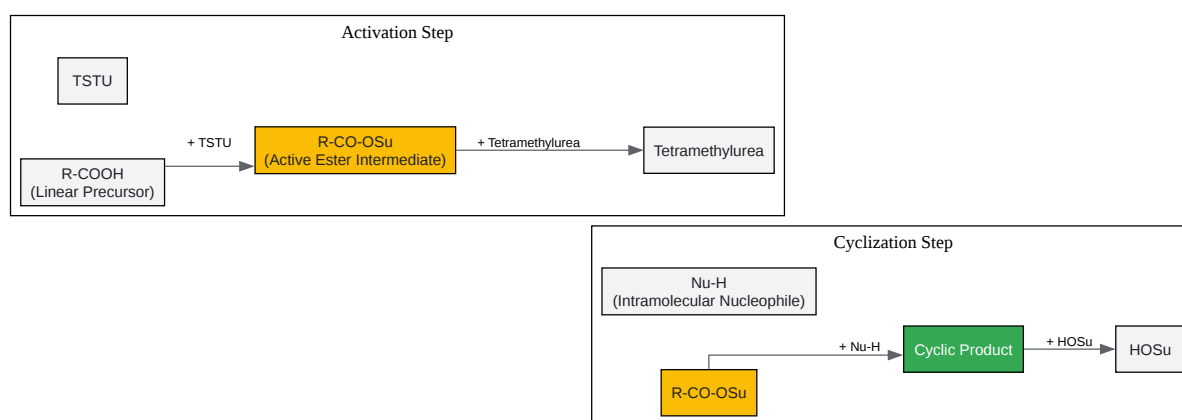 Activation Step
TSTU
+ TSTU
R-COOH
(Linear Precursor)
R-CO-OSu
(Active Ester Intermediate)
+ Tetramethylurea
Tetramethylurea
Cyclization Step
Nu-H
(Intramolecular Nucleophile)
R-CO-OSu
+ Nu-H
Cyclic Product
+ HOSu
HOSu